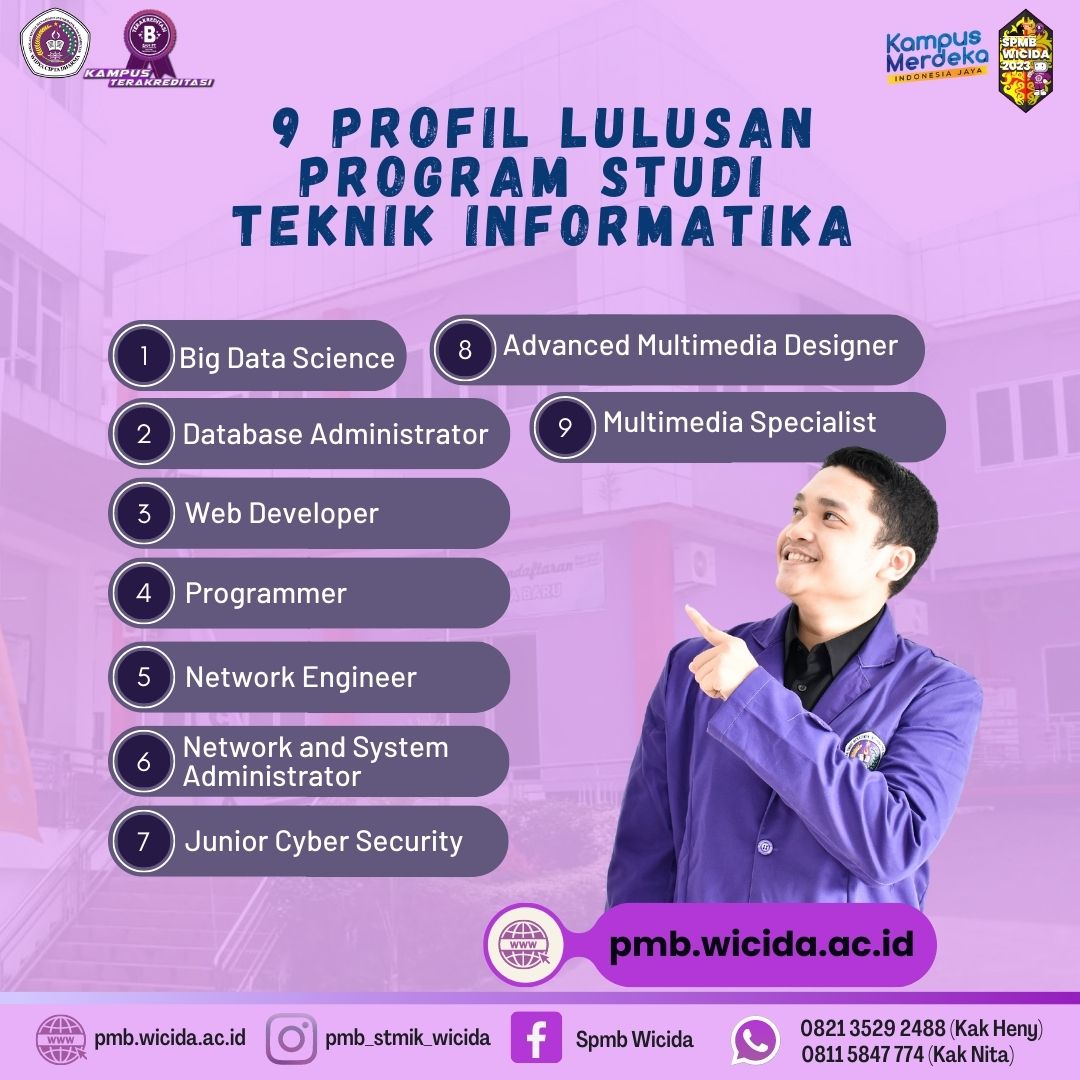 TERAKREDITASI
B
KAMPUS
TERAKREDITASI
Kampus
Merdeka
INDONESIA JAYA
SPMB
WICIDA
2023
9 PROFIL LULUSAN
PROGRAM STUDI
TEKNIK INFORMATIKA
1 Big Data Science
2 Database Administrator
3 Web Developer
4 Programmer
5 Network Engineer
6 Network and System
Administrator
7 Junior Cyber Security
8 Advanced Multimedia Designer
9 Multimedia Specialist
WWW
pmb.wicida.ac.id
WWW
pmb.wicida.ac.id
pmb_stmik_wicida
Spmb Wicida
0821 3529 2488 (Kak Heny)
0811 5847 774 (Kak Nita)